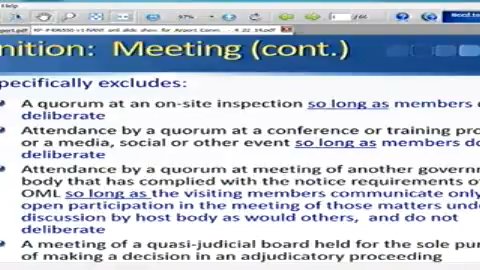 Help
57%
/ 66
nition: Meeting (cont.)
pecifically excludes:
A quorum at an on-site inspection so long as members
deliberate
Attendance by a quorum at a conference or training pro
or a media, social or other event so long as members do
deliberate
Attendance by a quorum at meeting of another govern
body that has complied with the notice requirements o
OML so long as the visiting members communicate only
open participation in the meeting of those matters unde
discussion by host body as would others, and do not
deliberate
A meeting of a quasi-judicial board held for the sole pur
of making a decision in an adjudicatory proceeding